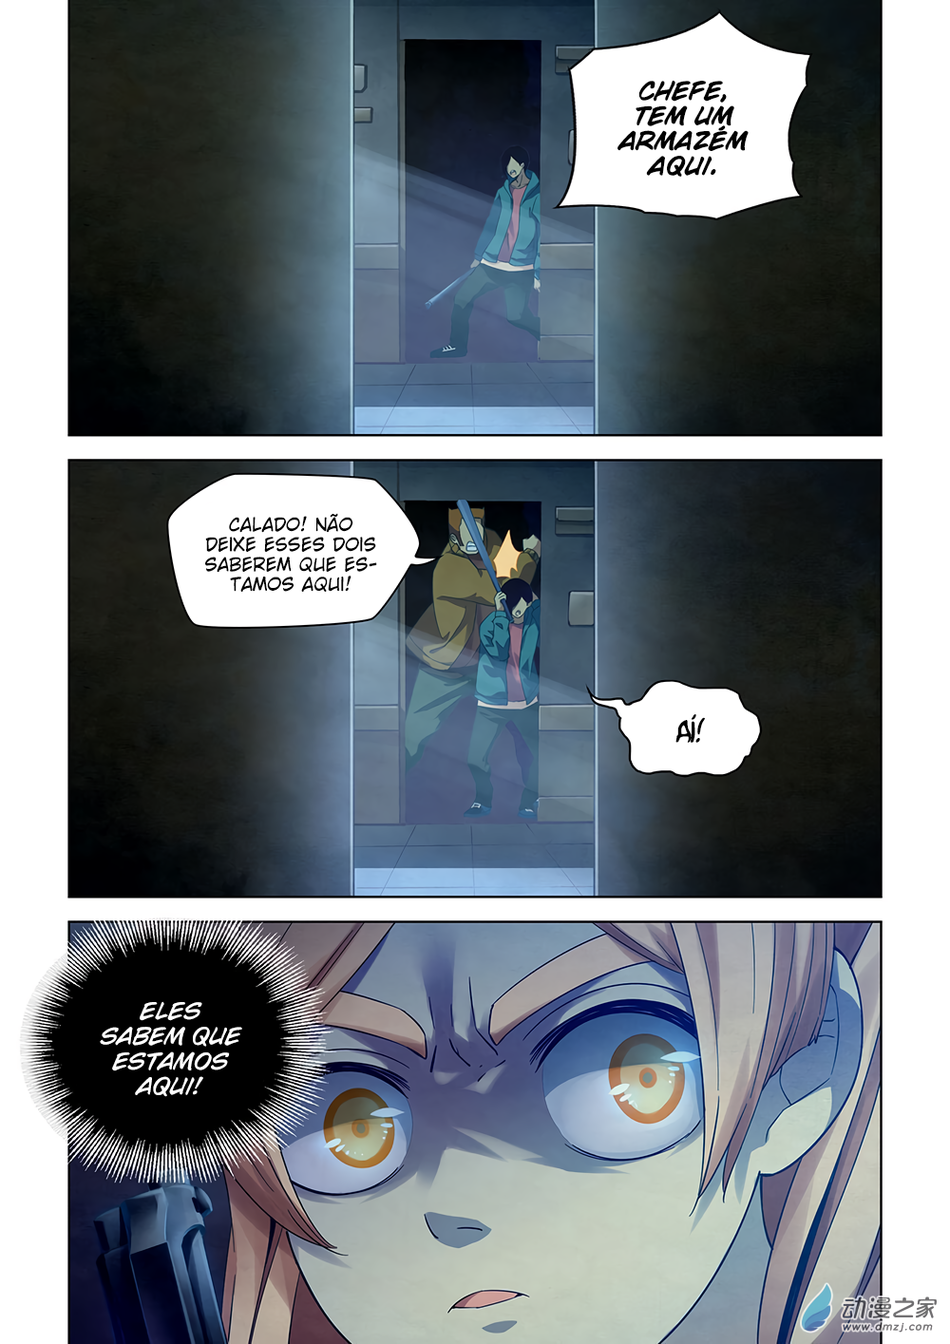 CHEFE,
TEM UM
ARMAZÉM
AQUI.
CALADO! NÃO
DEIXE ESSES DOIS
SABEREM QUE ES-
TAMOS AQUI!
AÍ!
ELES
SABEM QUE
ESTAMOS
AQUI!
动漫之家
www.dmzj.com